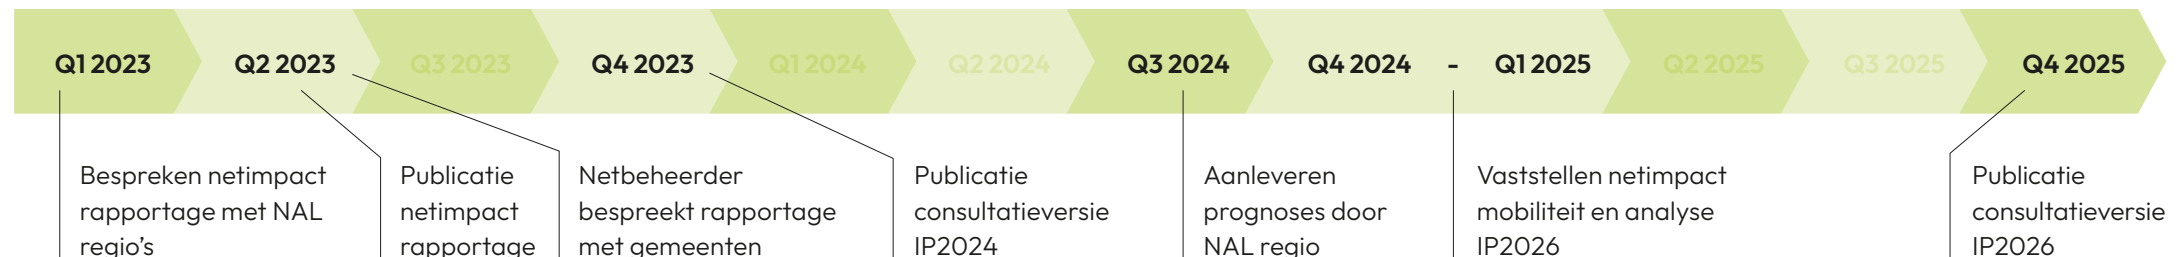 Q1 2023
Q2 2023
Q3 2023
Q4 2023
Q1 2024
Q2 2024
Q3 2024
Q4 2024 - Q1 2025
Q2 2025
Q3 2025
Q4 2025
Bespreken netimpact
rapportage met NAL
regio’s
Publicatie
netimpact
rapportage
Netbeheerder
bespreekt rapportage
met gemeenten
Publicatie
consultatieversie
IP2024
Aanleveren
prognoses door
NAL regio
Vaststellen netimpact
mobiliteit en analyse
IP2026
Publicatie
consultatieversie
IP2026